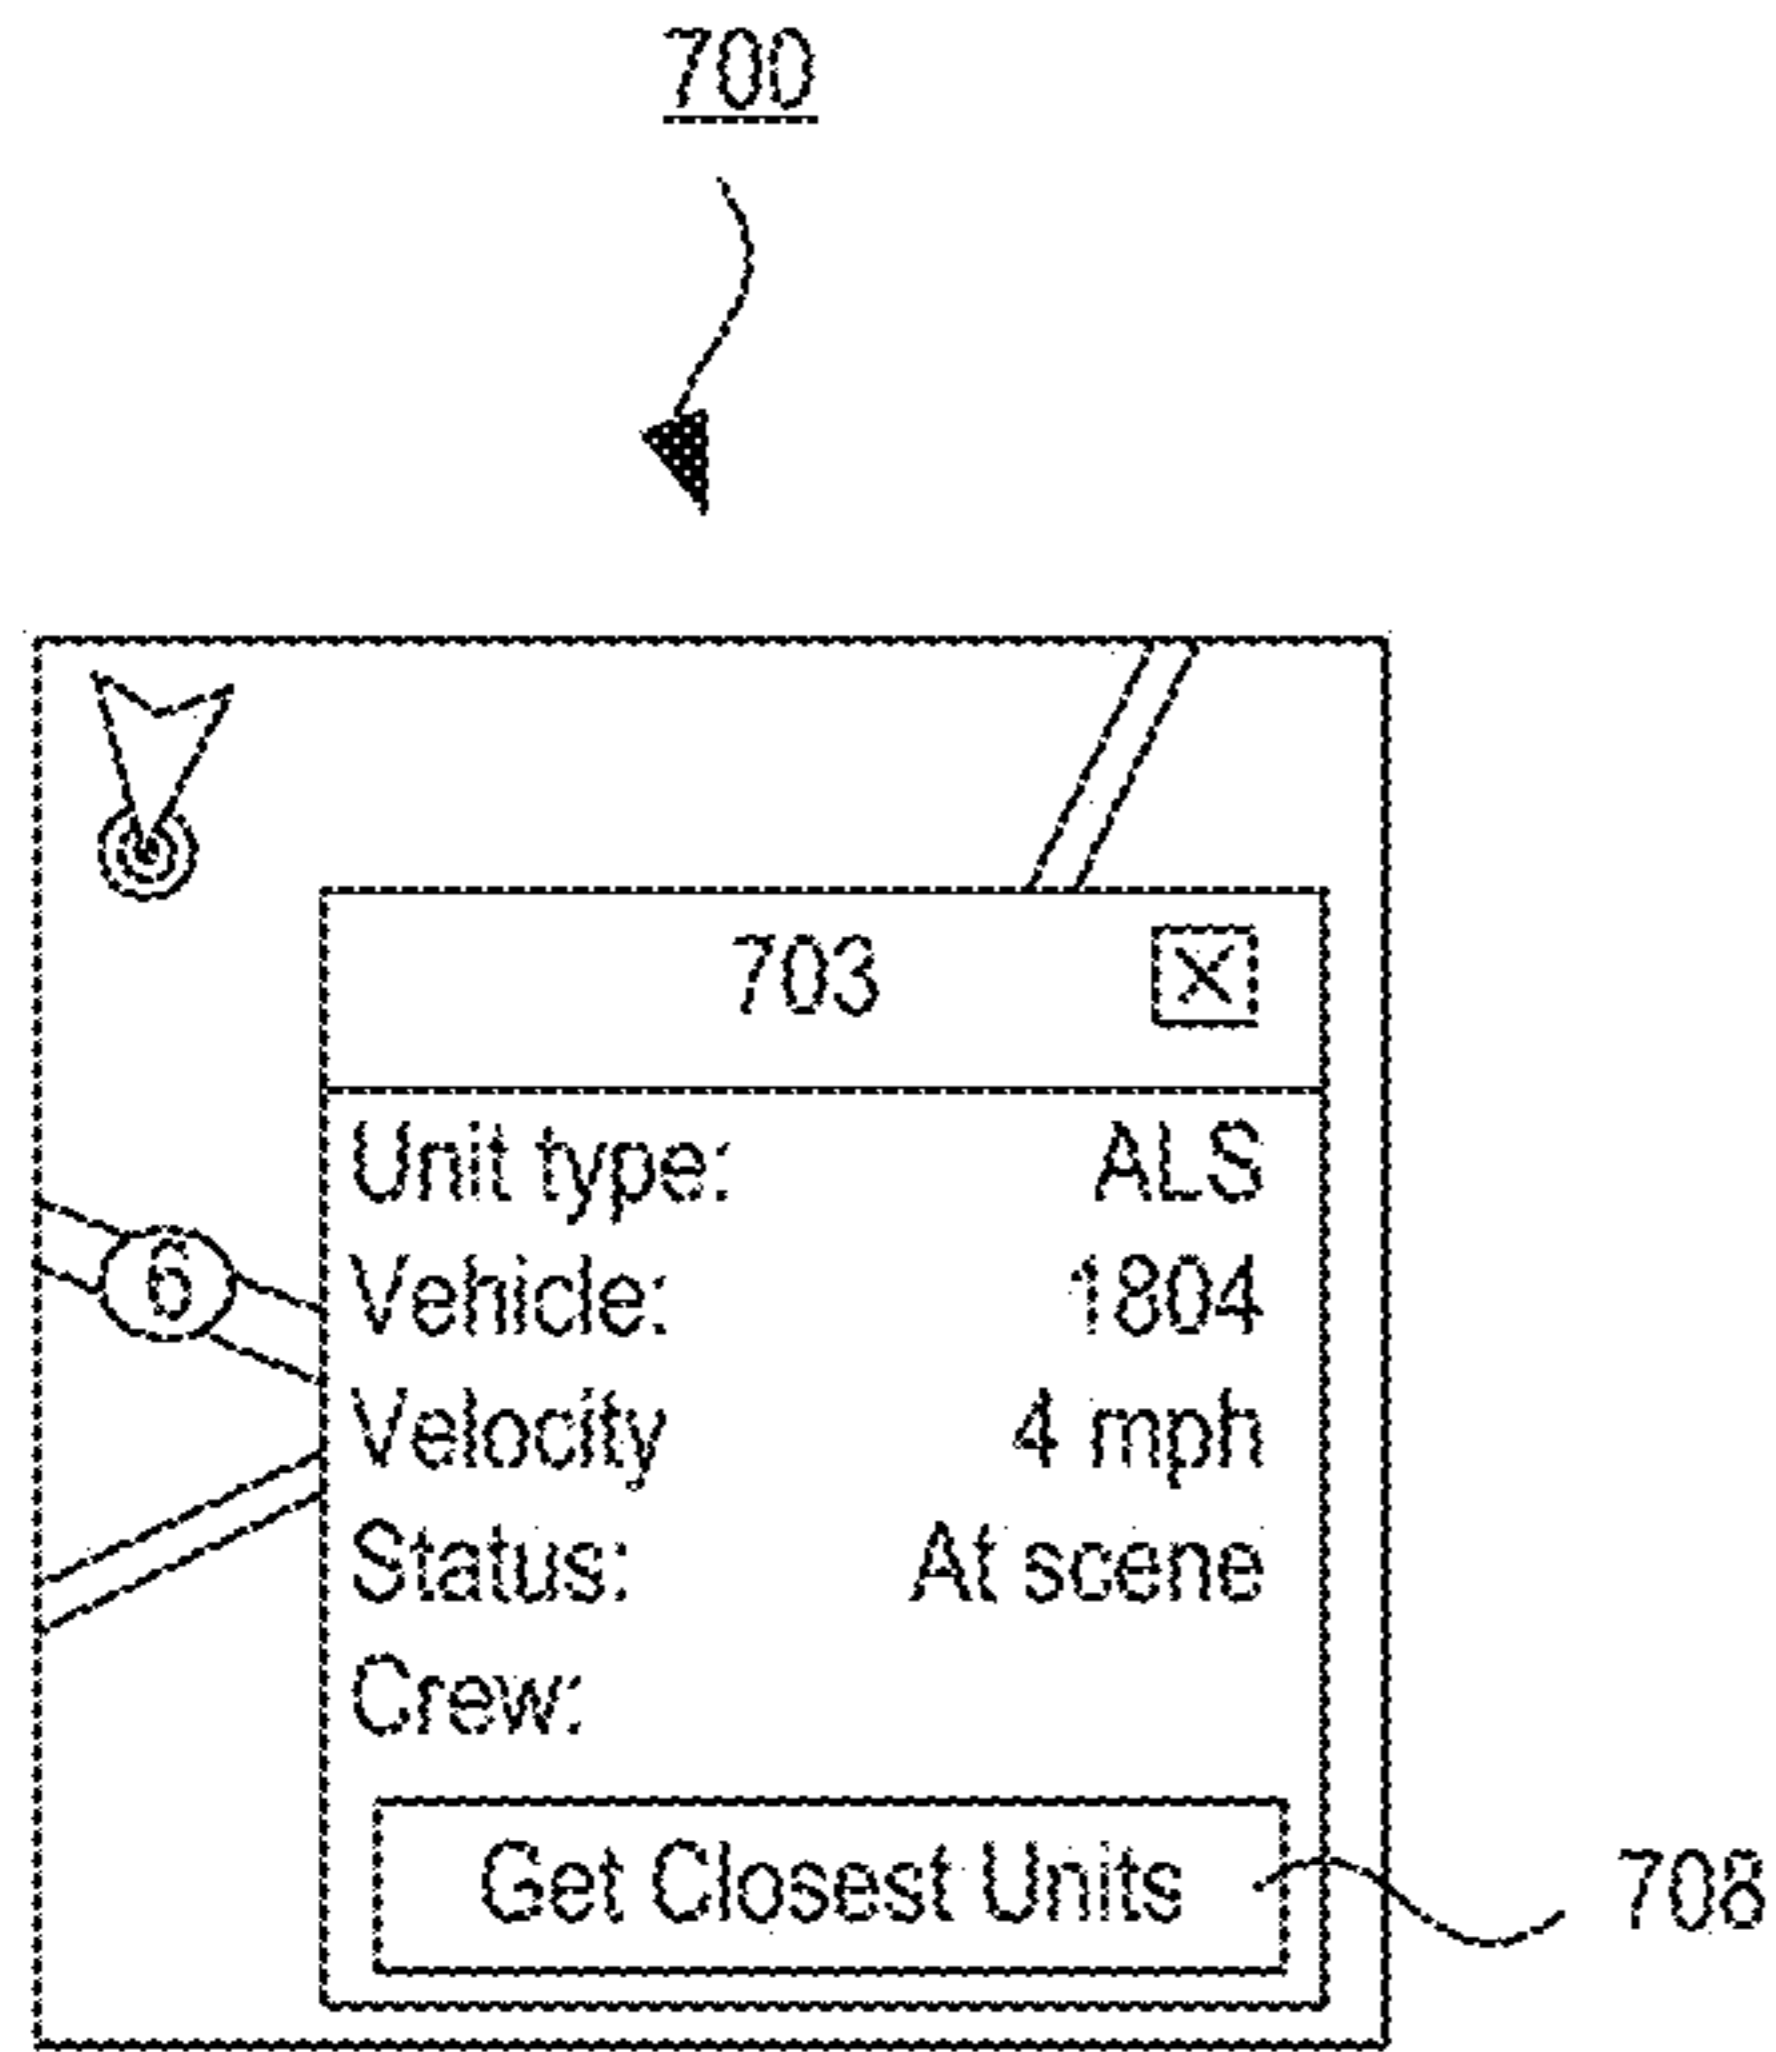 700
703 X
Unit type: ALS
Vehicle: 1804
6
Velocity 4 mph
Status: At scene
Crew:
Get Closest Units
708